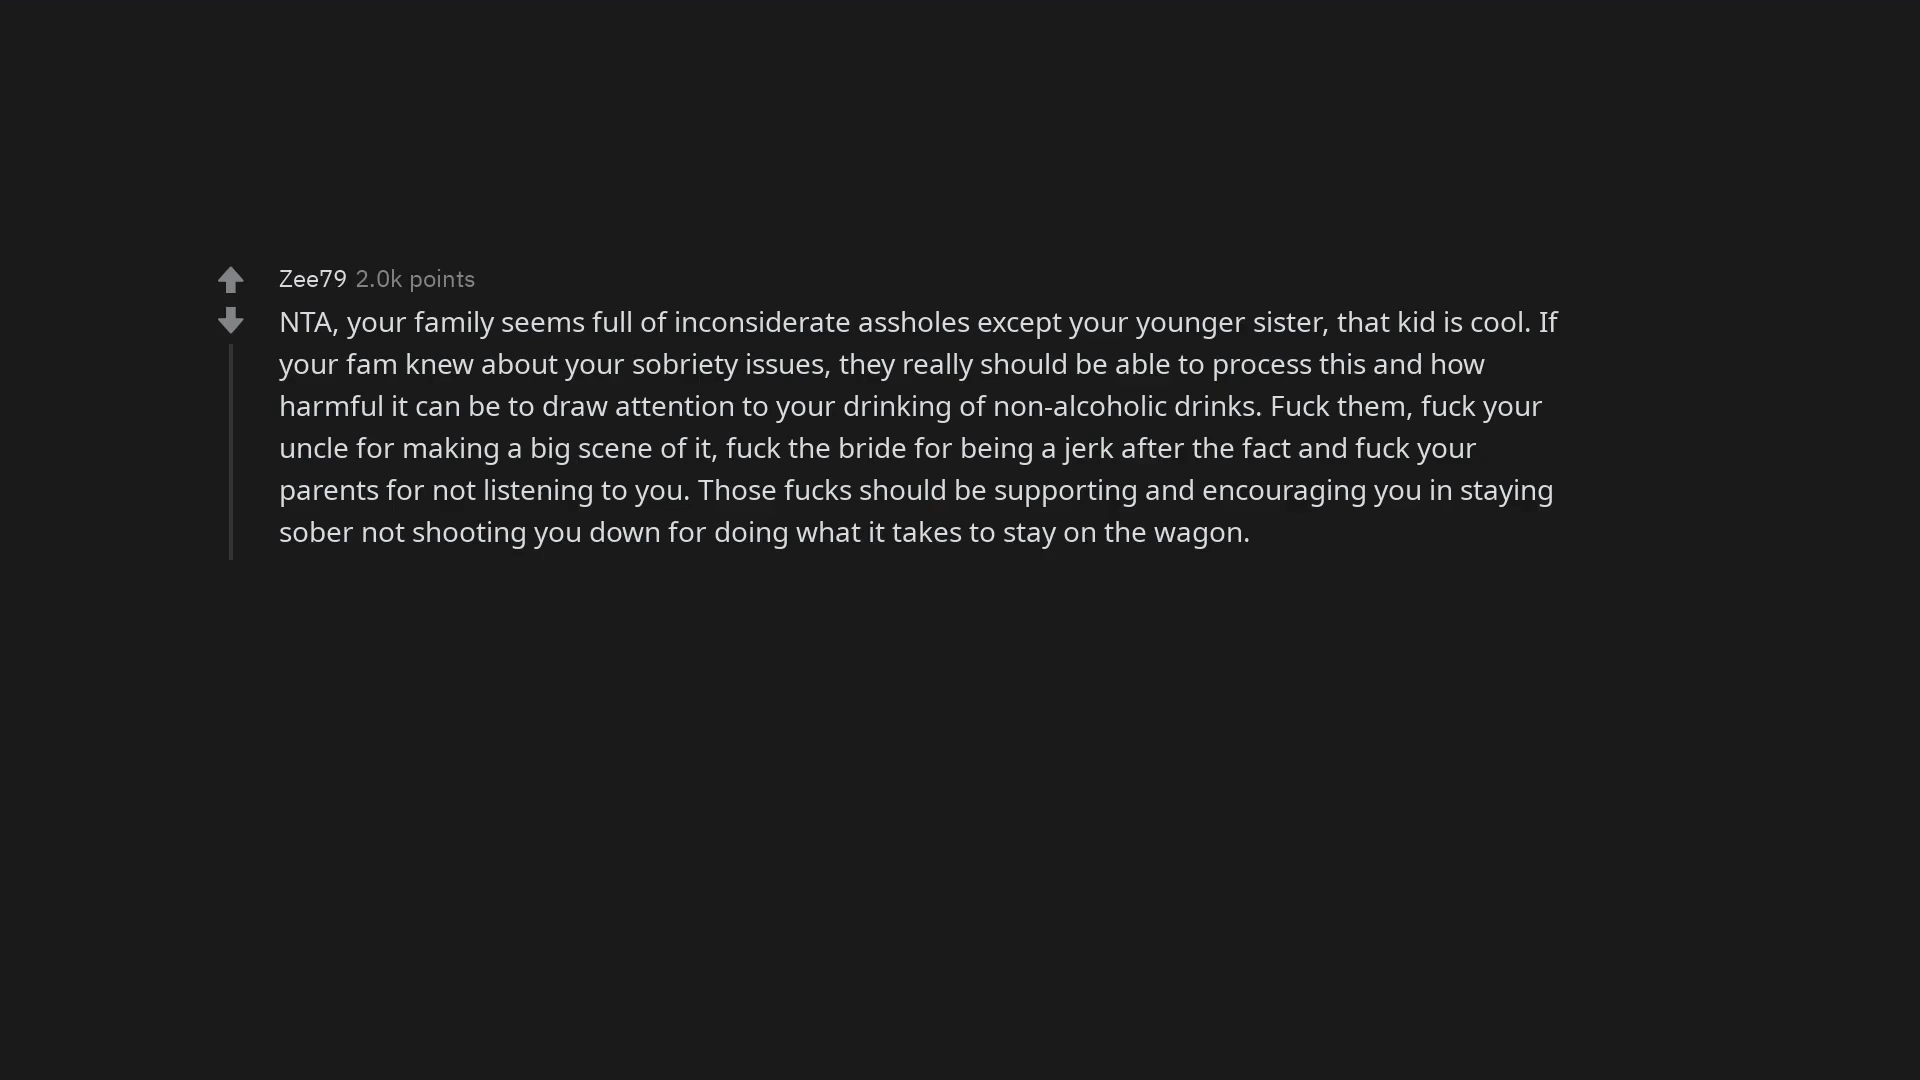 Zee79 2.0k points
NTA, your family seems full of inconsiderate assholes except your younger sister, that kid is cool. If
your fam knew about your sobriety issues, they really should be able to process this and how
harmful it can be to draw attention to your drinking of non-alcoholic drinks. Fuck them, fuck your
uncle for making a big scene of it, fuck the bride for being a jerk after the fact and fuck your
parents for not listening to you. Those fucks should be supporting and encouraging you in staying
sober not shooting you down for doing what it takes to stay on the wagon.